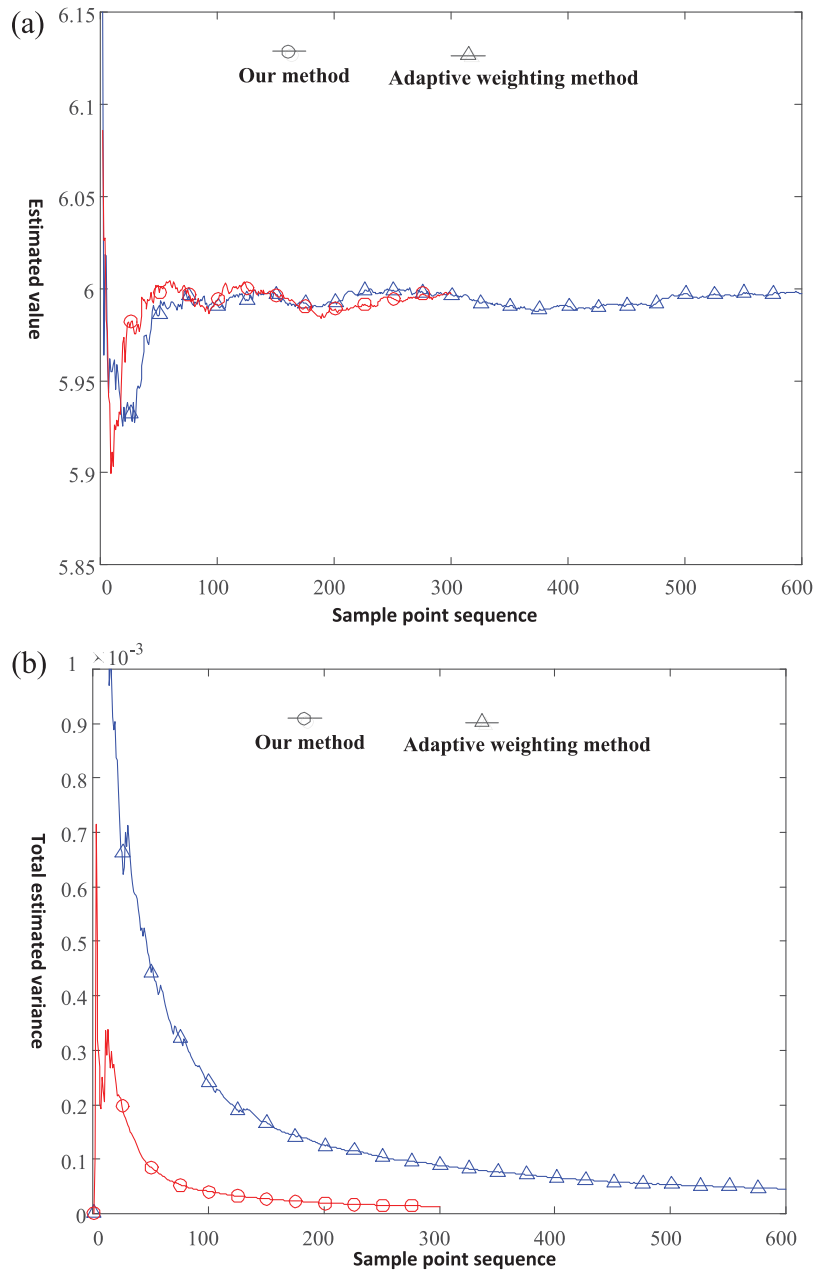 (a)
6.15
6.1
6.05
6
5.95
5.9
5.85
Estimated value
Our method
Adaptive weighting method
0 100 200 300 400 500 600
Sample point sequence
(b)
1 × 10⁻³
0.9
0.8
0.7
0.6
0.5
0.4
0.3
0.2
0.1
0
Total estimated variance
Our method
Adaptive weighting method
0 100 200 300 400 500 600
Sample point sequence